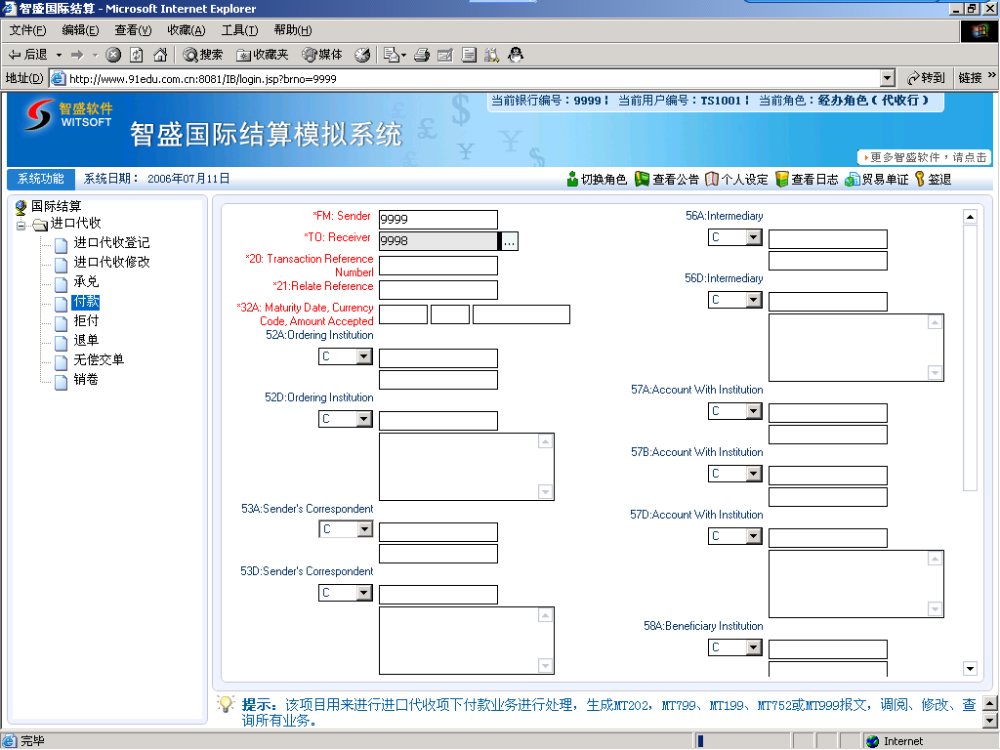 智盛国际结算 - Microsoft Internet Explorer
文件(F) 编辑(E) 查看(V) 收藏(A) 工具(T) 帮助(H)
后退 搜索 收藏夹 媒体
地址(D) http://www.91edu.com.cn:8081/IB/login.jsp?brno=9999 转到 链接 »
智盛软件
WITSOFT
智盛国际结算模拟系统
当前银行编号：9999 | 当前用户编号：TS1001 | 当前角色：经办角色(代收行)
更多智盛软件，请点击
系统功能 系统日期： 2006年07月11日 切换角色 查看公告 个人设定 查看日志 贸易单证 签退
国际结算
进口代收
进口代收登记
进口代收修改
承兑
付款
拒付
退单
无偿交单
销卷
*FM: Sender 9999
*TO: Receiver 9998 ...
*20: Transaction Reference
Numberl
*21:Relate Reference
*32A: Maturity Date, Currency
Code, Amount Accepted
52A:Ordering Institution
C
52D:Ordering Institution
C
53A:Sender's Correspondent
C
53D:Sender's Correspondent
C
56A:Intermediary
C
56D:Intermediary
C
57A:Account With Institution
C
57B:Account With Institution
C
57D:Account With Institution
C
58A:Beneficiary Institution
C
提示：该项目用来进行进口代收项下付款业务进行处理，生成MT202，MT799、MT199、MT752或MT999报文，调阅、修改、查
询所有业务。
完毕 Internet